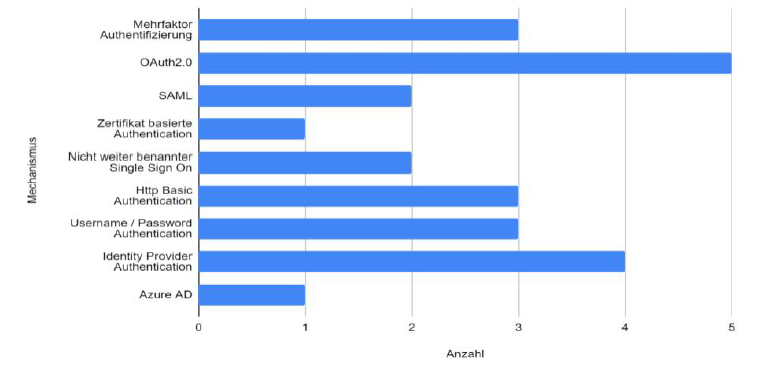 Mehrfaktor
Authentifizierung
OAuth2.0
SAML
Zertifikat basierte
Authentication
Nicht weiter benannter
Single Sign On
Http Basic
Authentication
Username / Password
Authentication
Identity Provider
Authentication
Azure AD
Mechanismus
0 1 2 3 4 5
Anzahl